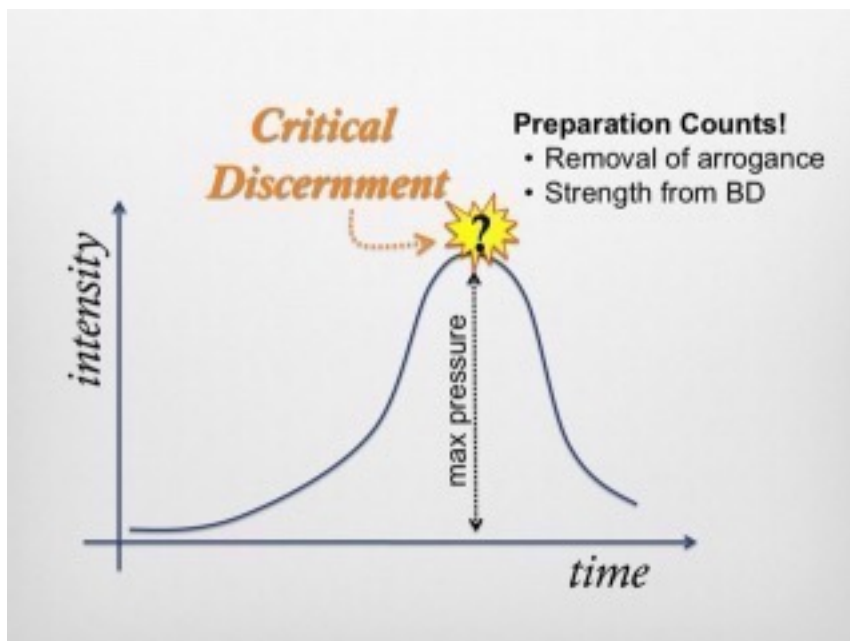 Critical
Discernment
Preparation Counts!
• Removal of arrogance
• Strength from BD
?
intensity
max pressure
time